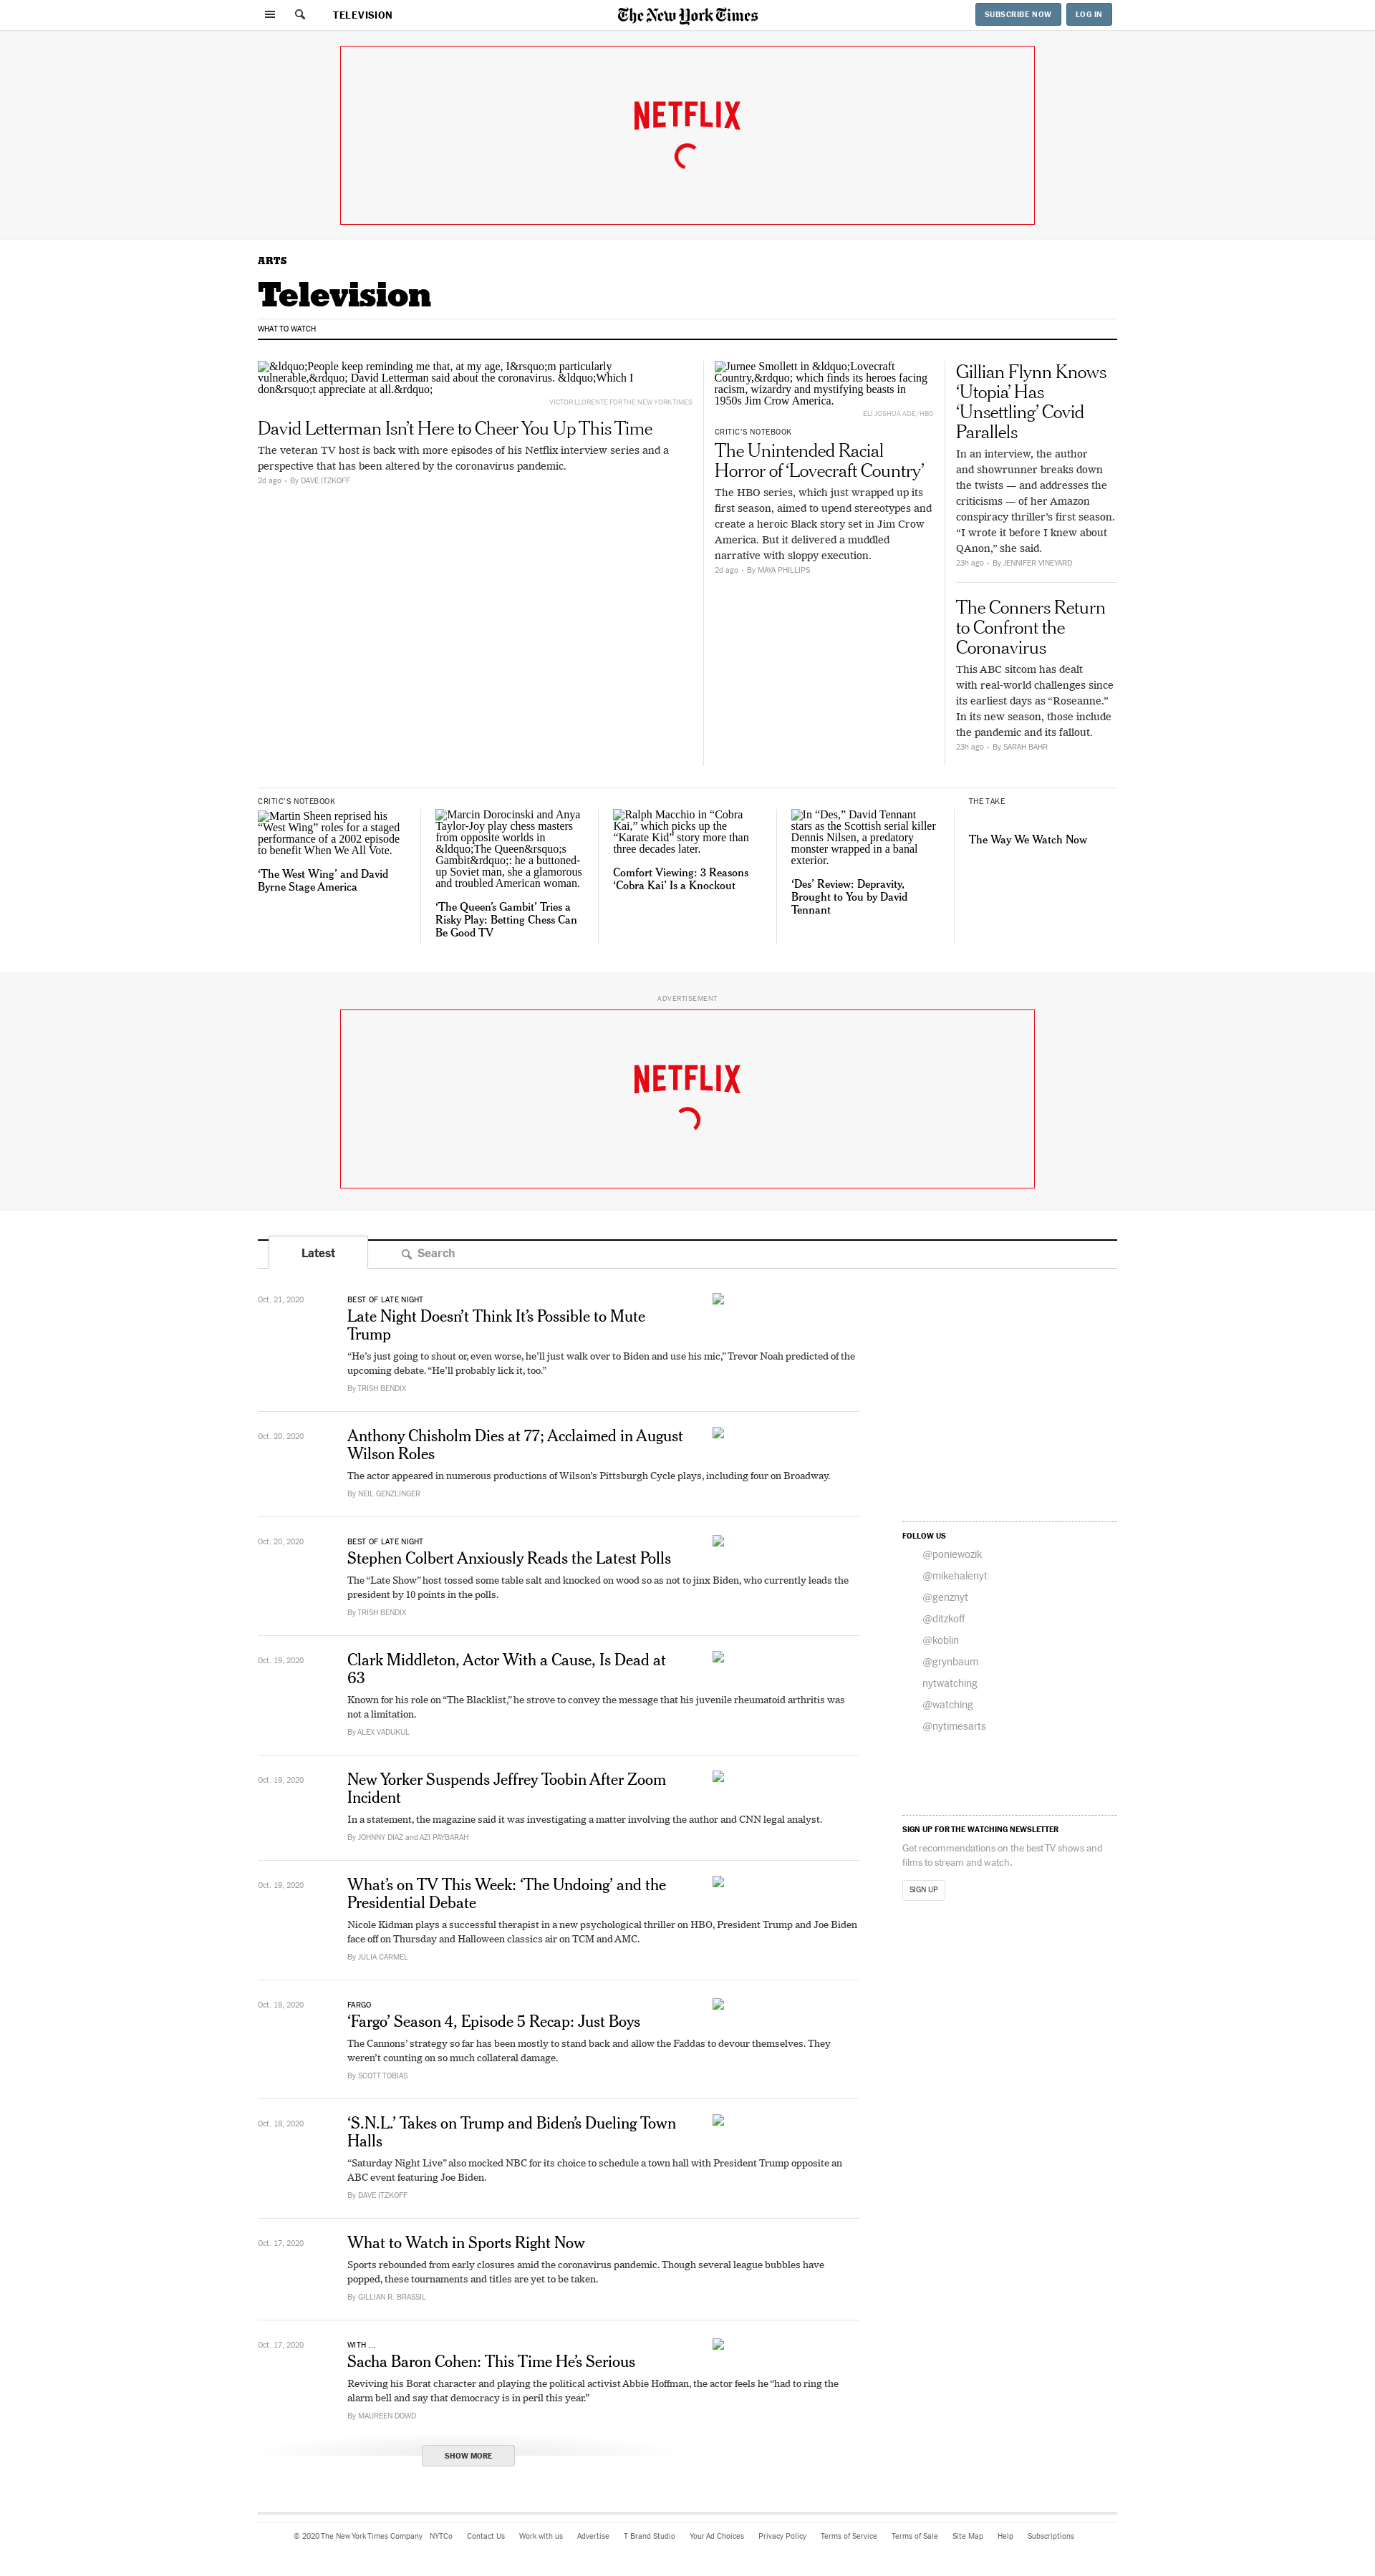 TELEVISION
The New York Times
SUBSCRIBE NOW
LOG IN
NETFLIX
ARTS
Television
WHAT TO WATCH
&ldquo;People keep reminding me that, at my age, I&rsquo;m particularly
vulnerable,&rdquo; David Letterman said about the coronavirus. &ldquo;Which I
don&rsquo;t appreciate at all.&rdquo;
VICTOR LLORENTE FOR THE NEW YORK TIMES
David Letterman Isn’t Here to Cheer You Up This Time
The veteran TV host is back with more episodes of his Netflix interview series and a
perspective that has been altered by the coronavirus pandemic.
2d ago • By DAVE ITZKOFF
Jurnee Smollett in &ldquo;Lovecraft
Country,&rdquo; which finds its heroes facing
racism, wizardry and mystifying beasts in
1950s Jim Crow America.
ELI JOSHUA ADE/HBO
CRITIC’S NOTEBOOK
The Unintended Racial
Horror of ‘Lovecraft Country’
The HBO series, which just wrapped up its
first season, aimed to upend stereotypes and
create a heroic Black story set in Jim Crow
America. But it delivered a muddled
narrative with sloppy execution.
2d ago • By MAYA PHILLIPS
Gillian Flynn Knows
‘Utopia’ Has
‘Unsettling’ Covid
Parallels
In an interview, the author
and showrunner breaks down
the twists — and addresses the
criticisms — of her Amazon
conspiracy thriller’s first season.
“I wrote it before I knew about
QAnon,” she said.
23h ago • By JENNIFER VINEYARD
The Conners Return
to Confront the
Coronavirus
This ABC sitcom has dealt
with real-world challenges since
its earliest days as “Roseanne.”
In its new season, those include
the pandemic and its fallout.
23h ago • By SARAH BAHR
CRITIC’S NOTEBOOK
Martin Sheen reprised his
“West Wing” roles for a staged
performance of a 2002 episode
to benefit When We All Vote.
‘The West Wing’ and David
Byrne Stage America
Marcin Dorocinski and Anya
Taylor-Joy play chess masters
from opposite worlds in
&ldquo;The Queen&rsquo;s
Gambit&rdquo;: he a buttoned-
up Soviet man, she a glamorous
and troubled American woman.
‘The Queen’s Gambit’ Tries a
Risky Play: Betting Chess Can
Be Good TV
Ralph Macchio in “Cobra
Kai,” which picks up the
“Karate Kid” story more than
three decades later.
Comfort Viewing: 3 Reasons
‘Cobra Kai’ Is a Knockout
In “Des,” David Tennant
stars as the Scottish serial killer
Dennis Nilsen, a predatory
monster wrapped in a banal
exterior.
‘Des’ Review: Depravity,
Brought to You by David
Tennant
THE TAKE
The Way We Watch Now
ADVERTISEMENT
NETFLIX
Latest
Search
Oct. 21, 2020
BEST OF LATE NIGHT
Late Night Doesn’t Think It’s Possible to Mute
Trump
“He’s just going to shout or, even worse, he’ll just walk over to Biden and use his mic,” Trevor Noah predicted of the
upcoming debate. “He’ll probably lick it, too.”
By TRISH BENDIX
Oct. 20, 2020
Anthony Chisholm Dies at 77; Acclaimed in August
Wilson Roles
The actor appeared in numerous productions of Wilson’s Pittsburgh Cycle plays, including four on Broadway.
By NEIL GENZLINGER
Oct. 20, 2020
BEST OF LATE NIGHT
Stephen Colbert Anxiously Reads the Latest Polls
The “Late Show” host tossed some table salt and knocked on wood so as not to jinx Biden, who currently leads the
president by 10 points in the polls.
By TRISH BENDIX
Oct. 19, 2020
Clark Middleton, Actor With a Cause, Is Dead at
63
Known for his role on “The Blacklist,” he strove to convey the message that his juvenile rheumatoid arthritis was
not a limitation.
By ALEX VADUKUL
Oct. 19, 2020
New Yorker Suspends Jeffrey Toobin After Zoom
Incident
In a statement, the magazine said it was investigating a matter involving the author and CNN legal analyst.
By JOHNNY DIAZ and AZI PAYBARAH
Oct. 19, 2020
What’s on TV This Week: ‘The Undoing’ and the
Presidential Debate
Nicole Kidman plays a successful therapist in a new psychological thriller on HBO, President Trump and Joe Biden
face off on Thursday and Halloween classics air on TCM and AMC.
By JULIA CARMEL
Oct. 18, 2020
FARGO
‘Fargo’ Season 4, Episode 5 Recap: Just Boys
The Cannons’ strategy so far has been mostly to stand back and allow the Faddas to devour themselves. They
weren’t counting on so much collateral damage.
By SCOTT TOBIAS
Oct. 18, 2020
‘S.N.L.’ Takes on Trump and Biden’s Dueling Town
Halls
“Saturday Night Live” also mocked NBC for its choice to schedule a town hall with President Trump opposite an
ABC event featuring Joe Biden.
By DAVE ITZKOFF
Oct. 17, 2020
What to Watch in Sports Right Now
Sports rebounded from early closures amid the coronavirus pandemic. Though several league bubbles have
popped, these tournaments and titles are yet to be taken.
By GILLIAN R. BRASSIL
Oct. 17, 2020
WITH ...
Sacha Baron Cohen: This Time He’s Serious
Reviving his Borat character and playing the political activist Abbie Hoffman, the actor feels he “had to ring the
alarm bell and say that democracy is in peril this year.”
By MAUREEN DOWD
SHOW MORE
FOLLOW US
@poniewozik
@mikehalenyt
@genznyt
@ditzkoff
@koblin
@grynbaum
nytwatching
@watching
@nytimesarts
SIGN UP FOR THE WATCHING NEWSLETTER
Get recommendations on the best TV shows and
films to stream and watch.
SIGN UP
© 2020 The New York Times Company NYTCo Contact Us Work with us Advertise T Brand Studio Your Ad Choices Privacy Policy Terms of Service Terms of Sale Site Map Help Subscriptions